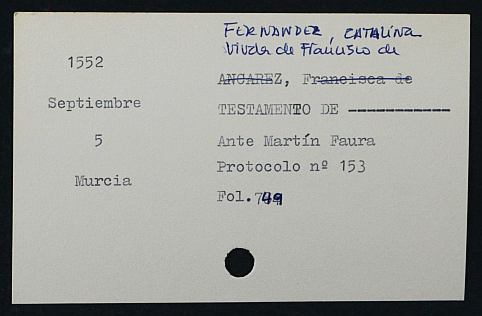 FERNANDEZ, CATALINA
Viuda de Francisco de
1552
ANGAREZ, Francisca de
Septiembre
TESTAMENTO DE -----------
5
Ante Martín Faura
Protocolo nº 153
Murcia
Fol. 749